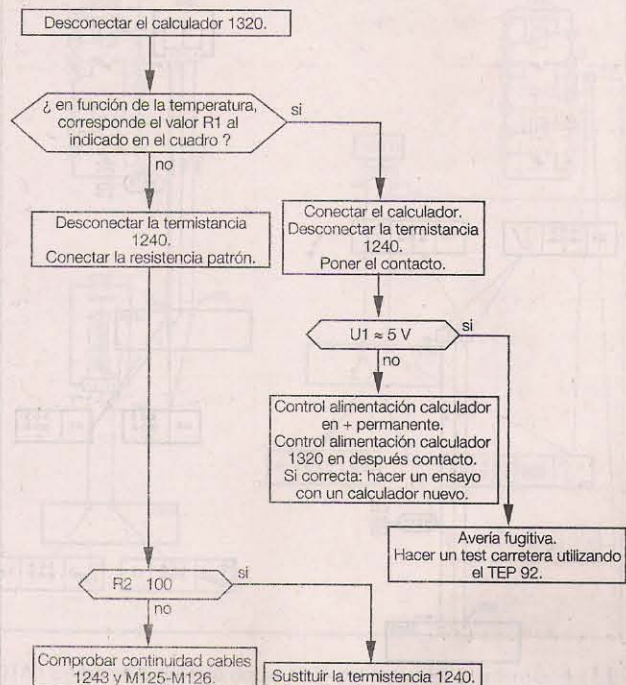 Desconectar el calculador 1320.
¿ en función de la temperatura,
corresponde el valor R1 al
indicado en el cuadro ?
si
no
Desconectar la termistancia
1240.
Conectar la resistencia patrón.
Conectar el calculador.
Desconectar la termistancia
1240.
Poner el contacto.
U1 ≈ 5 V
si
no
Control alimentación calculador
en + permanente.
Control alimentación calculador
1320 en después contacto.
Si correcta: hacer un ensayo
con un calculador nuevo.
Avería fugitiva.
Hacer un test carretera utilizando
el TEP 92.
R2 100
si
no
Comprobar continuidad cables
1243 y M125-M126.
Sustituir la termistencia 1240.